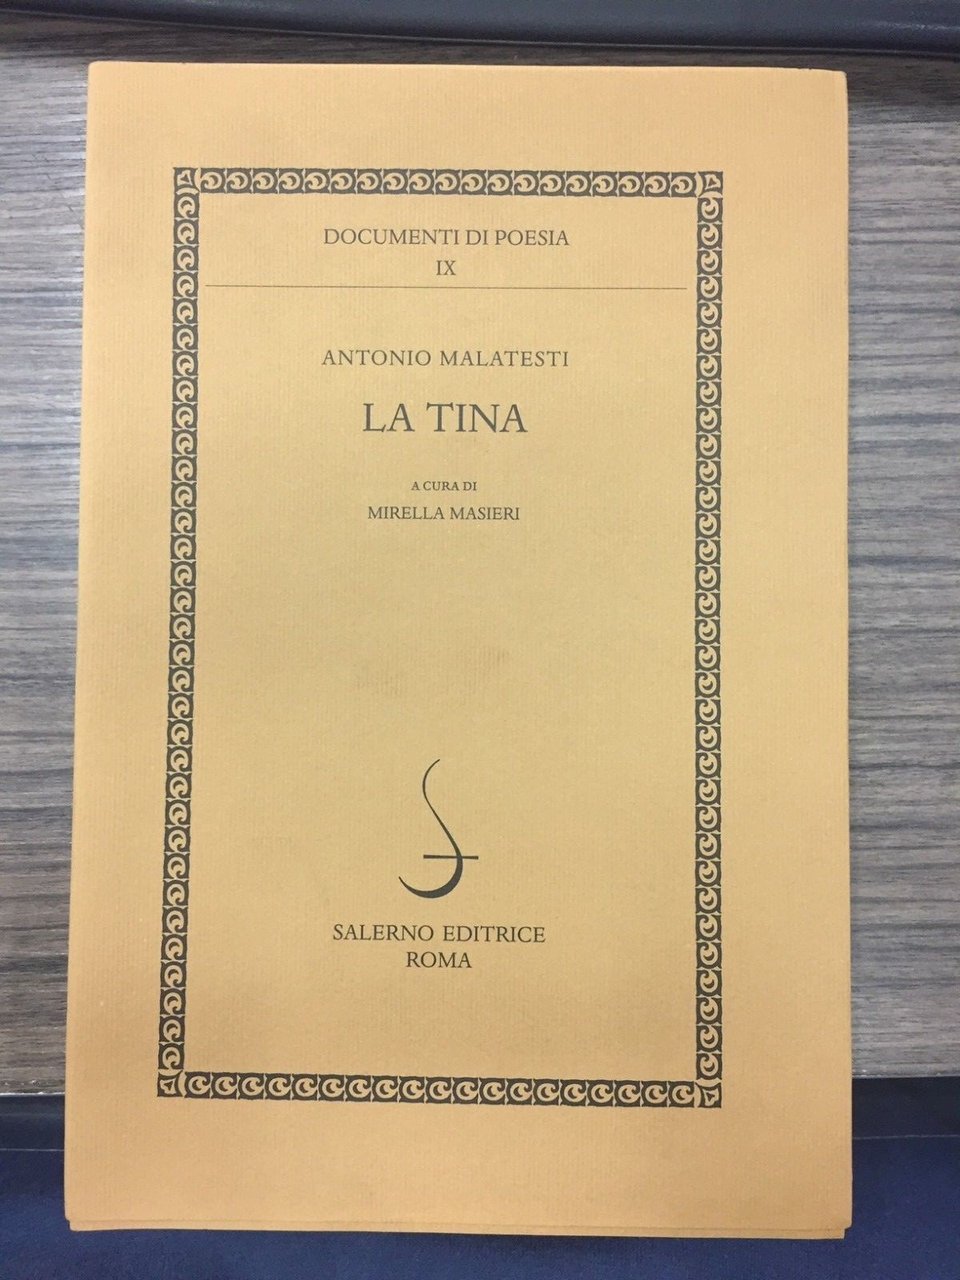 DOCUMENTI DI POESIA
IX
ANTONIO MALATESTI
LA TINA
A CURA DI
MIRELLA MASIERI
SALERNO EDITRICE
ROMA